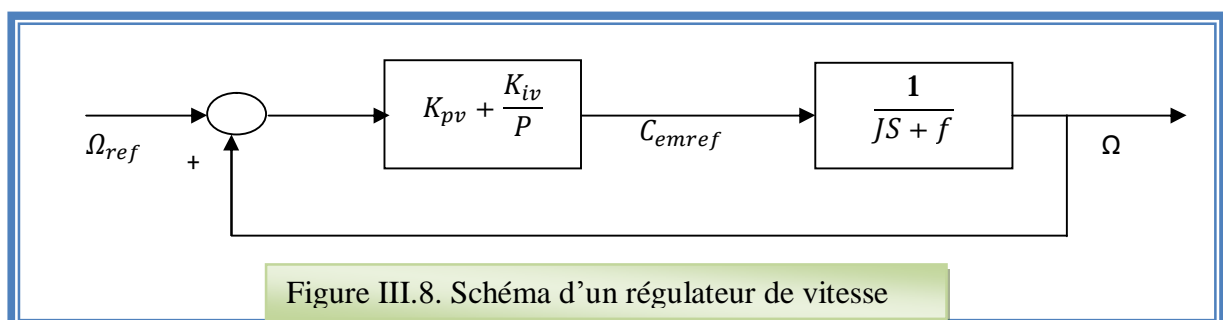 Ω_ref
+
K_pv + K_iv/P
C_emref
1/(JS + f)
Ω
Figure III.8. Schéma d'un régulateur de vitesse